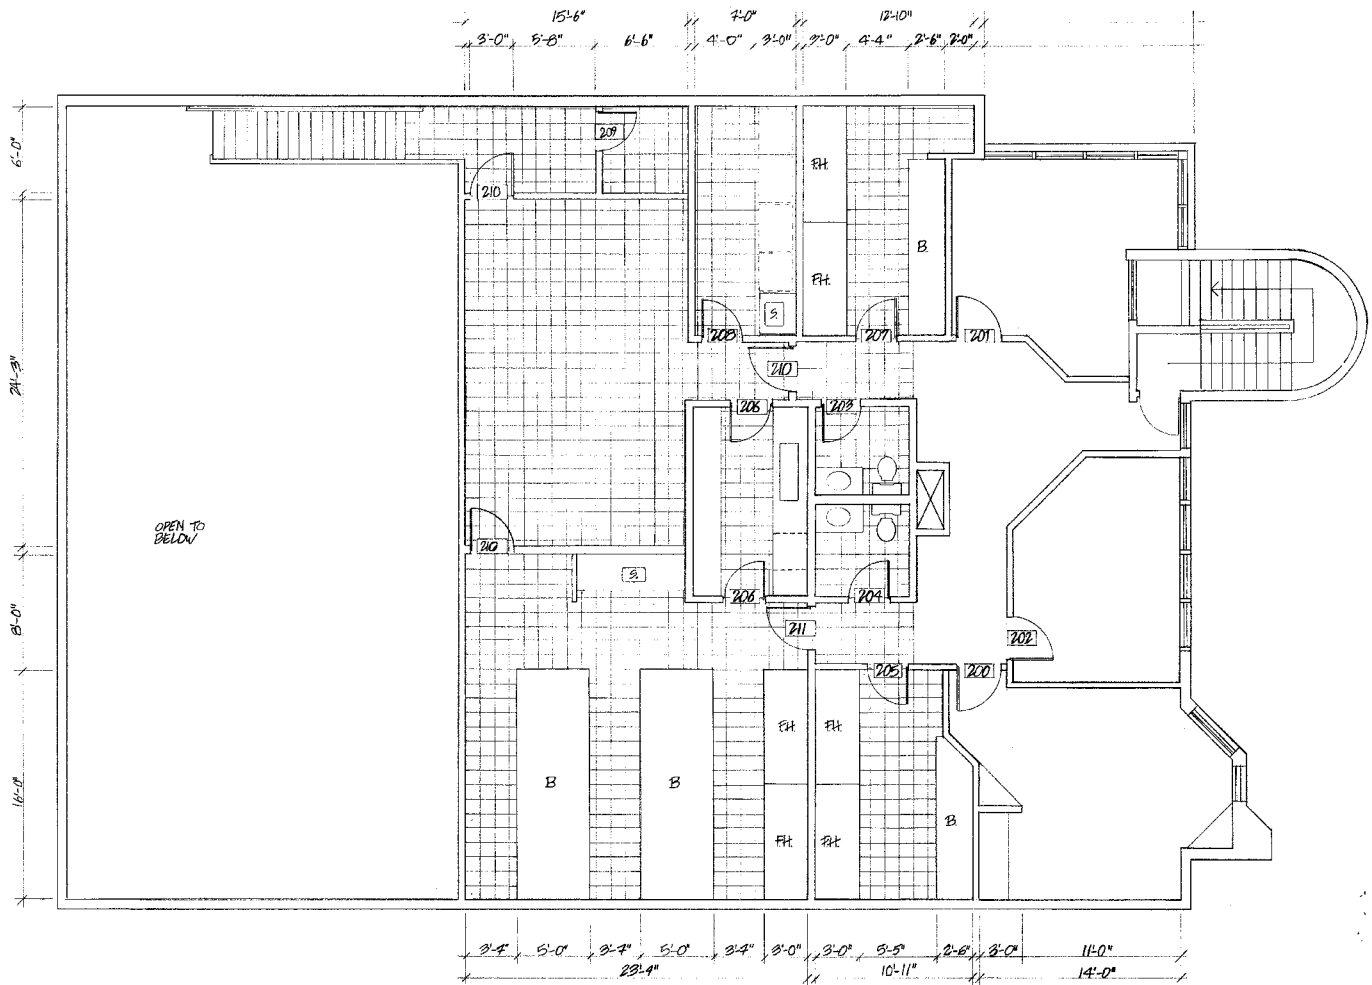 15'-6" 7'-0" 12'-10"
3'-0" 5'-8" 6'-6" 4'-0" 3'-0" 3'-0" 4'-4" 2'-6" 2'-0"
6'-0"
209
210
F.H.
F.H.
B.
S.
208 207 201
210
24'-3"
206 203
OPEN TO
BELOW
210
S.
206 204
8'-0"
211
202
205 200
F.H. F.H.
B B
16'-0"
B.
F.H. F.H.
3'-4" 5'-0" 3'-4" 5'-0" 3'-4" 3'-0" 3'-0" 5'-5" 2'-6" 3'-0" 11'-0"
23'-4" 10'-11" 14'-0"